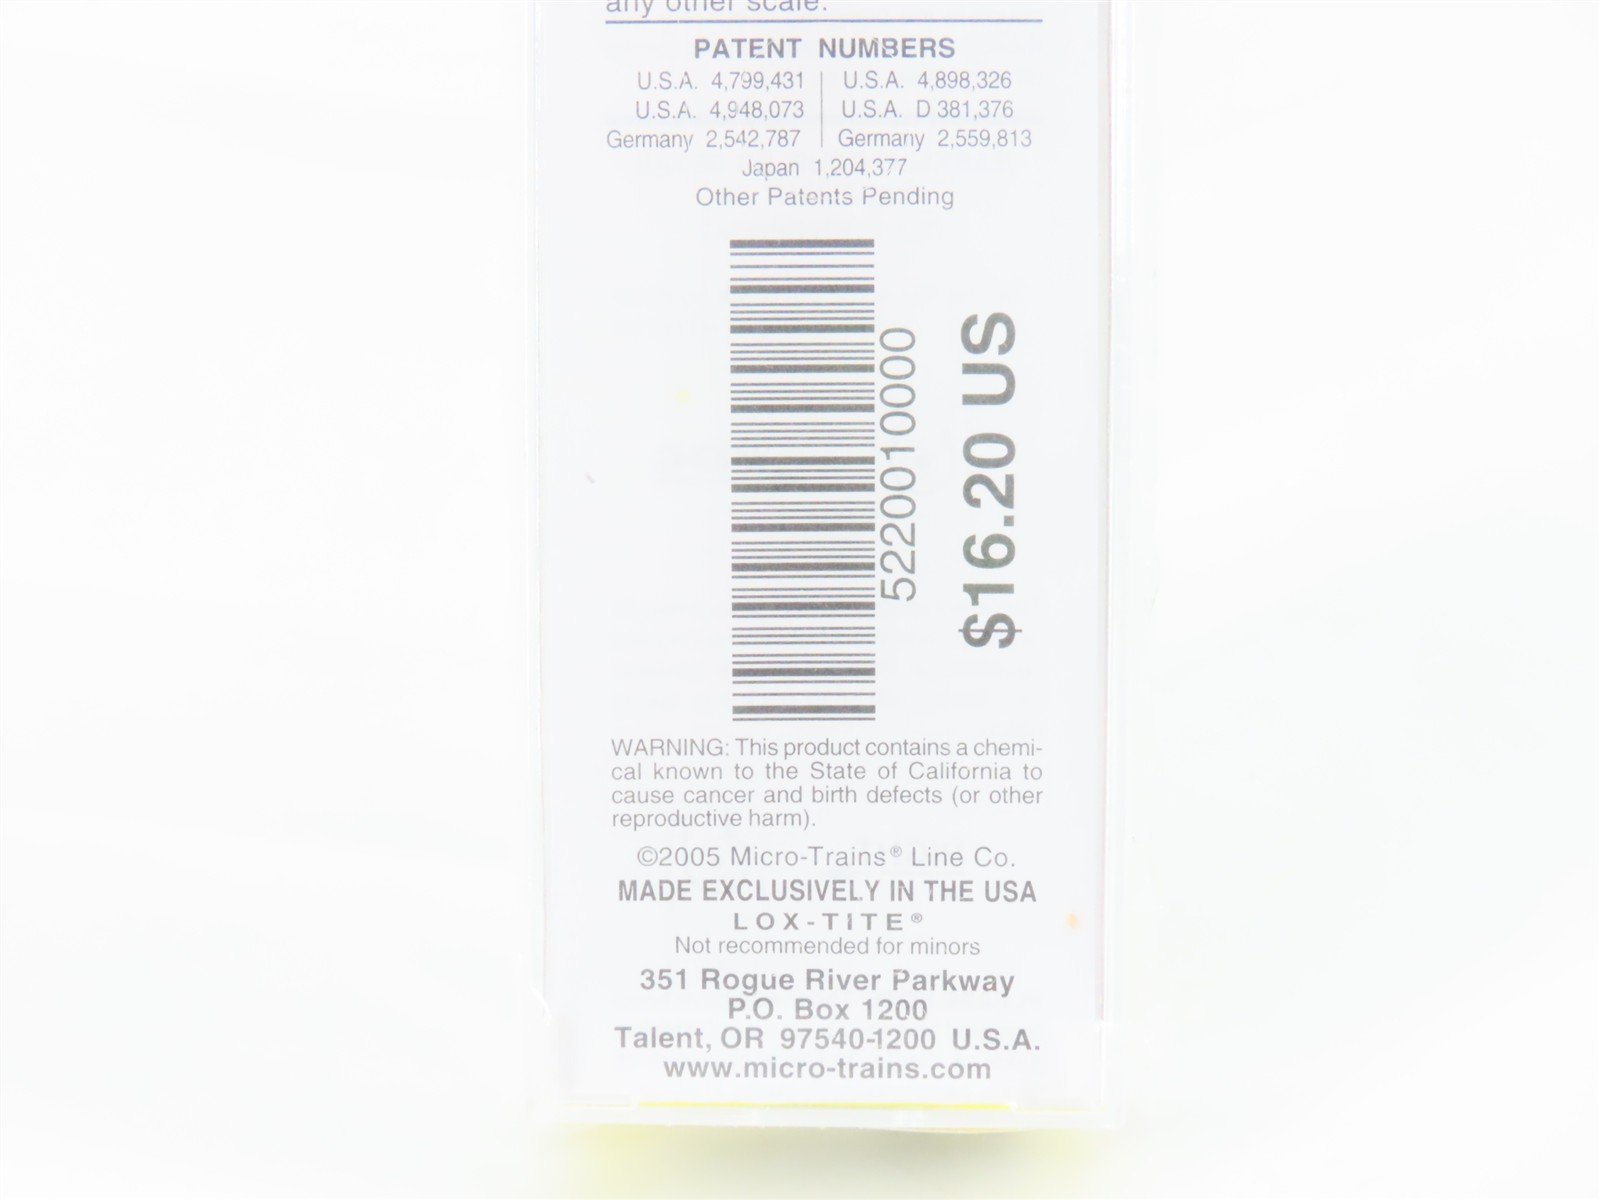 any other scale.
PATENT NUMBERS
U.S.A. 4,799,431 | U.S.A. 4,898,326
U.S.A. 4,948,073 | U.S.A. D 381,376
Germany 2,542,787 | Germany 2,559,813
Japan 1,204,377
Other Patents Pending
52200100000
$16.20 US
WARNING: This product contains a chemi-
cal known to the State of California to
cause cancer and birth defects (or other
reproductive harm).
©2005 Micro-Trains® Line Co.
MADE EXCLUSIVELY IN THE USA
LOX-TITE®
Not recommended for minors
351 Rogue River Parkway
P.O. Box 1200
Talent, OR 97540-1200 U.S.A.
www.micro-trains.com